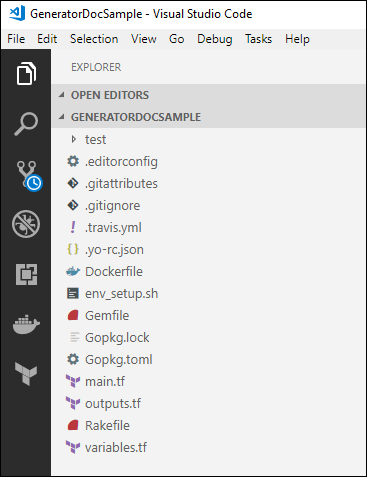 GeneratorDocSample - Visual Studio Code
File Edit Selection View Go Debug Tasks Help
EXPLORER
OPEN EDITORS
GENERATORDOCSAMPLE
test
.editorconfig
.gitattributes
.gitignore
.travis.yml
.yo-rc.json
Dockerfile
env_setup.sh
Gemfile
Gopkg.lock
Gopkg.toml
main.tf
outputs.tf
Rakefile
variables.tf